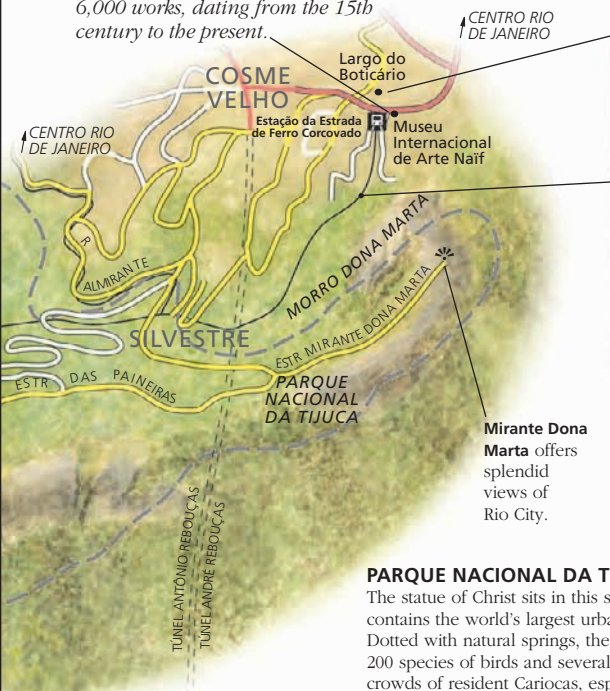 6,000 works, dating from the 15th
century to the present.
CENTRO RIO
DE JANEIRO
Largo do
Boticário
COSME
VELHO
Estação da Estrada
de Ferro Corcovado
Museu
Internacional
de Arte Naïf
CENTRO RIO
DE JANEIRO
R
ALMIRANTE
MORRO DONA MARTA
SILVESTRE
ESTR MIRANTE DONA MARTA
ESTR DAS PAINEIRAS
PARQUE
NACIONAL
DA TIJUCA
Mirante Dona
Marta offers
splendid
views of
Rio City.
TÚNEL ANTÔNIO REBOUÇAS
TÚNEL ANDRÉ REBOUÇAS
PARQUE NACIONAL DA T
The statue of Christ sits in this s
contains the world's largest urba
Dotted with natural springs, the
200 species of birds and several
crowds of resident Cariocas, esp